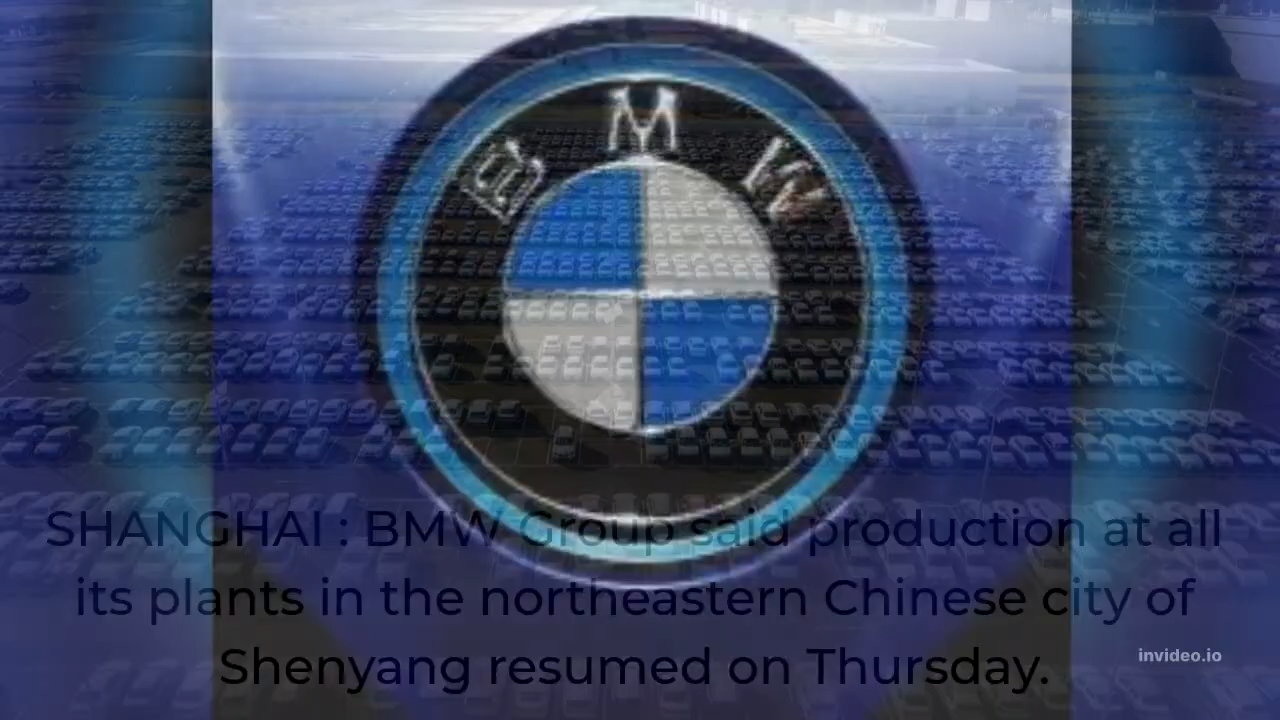 BMW
SHANGHAI : BMW Group said production at all
its plants in the northeastern Chinese city of
Shenyang resumed on Thursday.
invideo.io